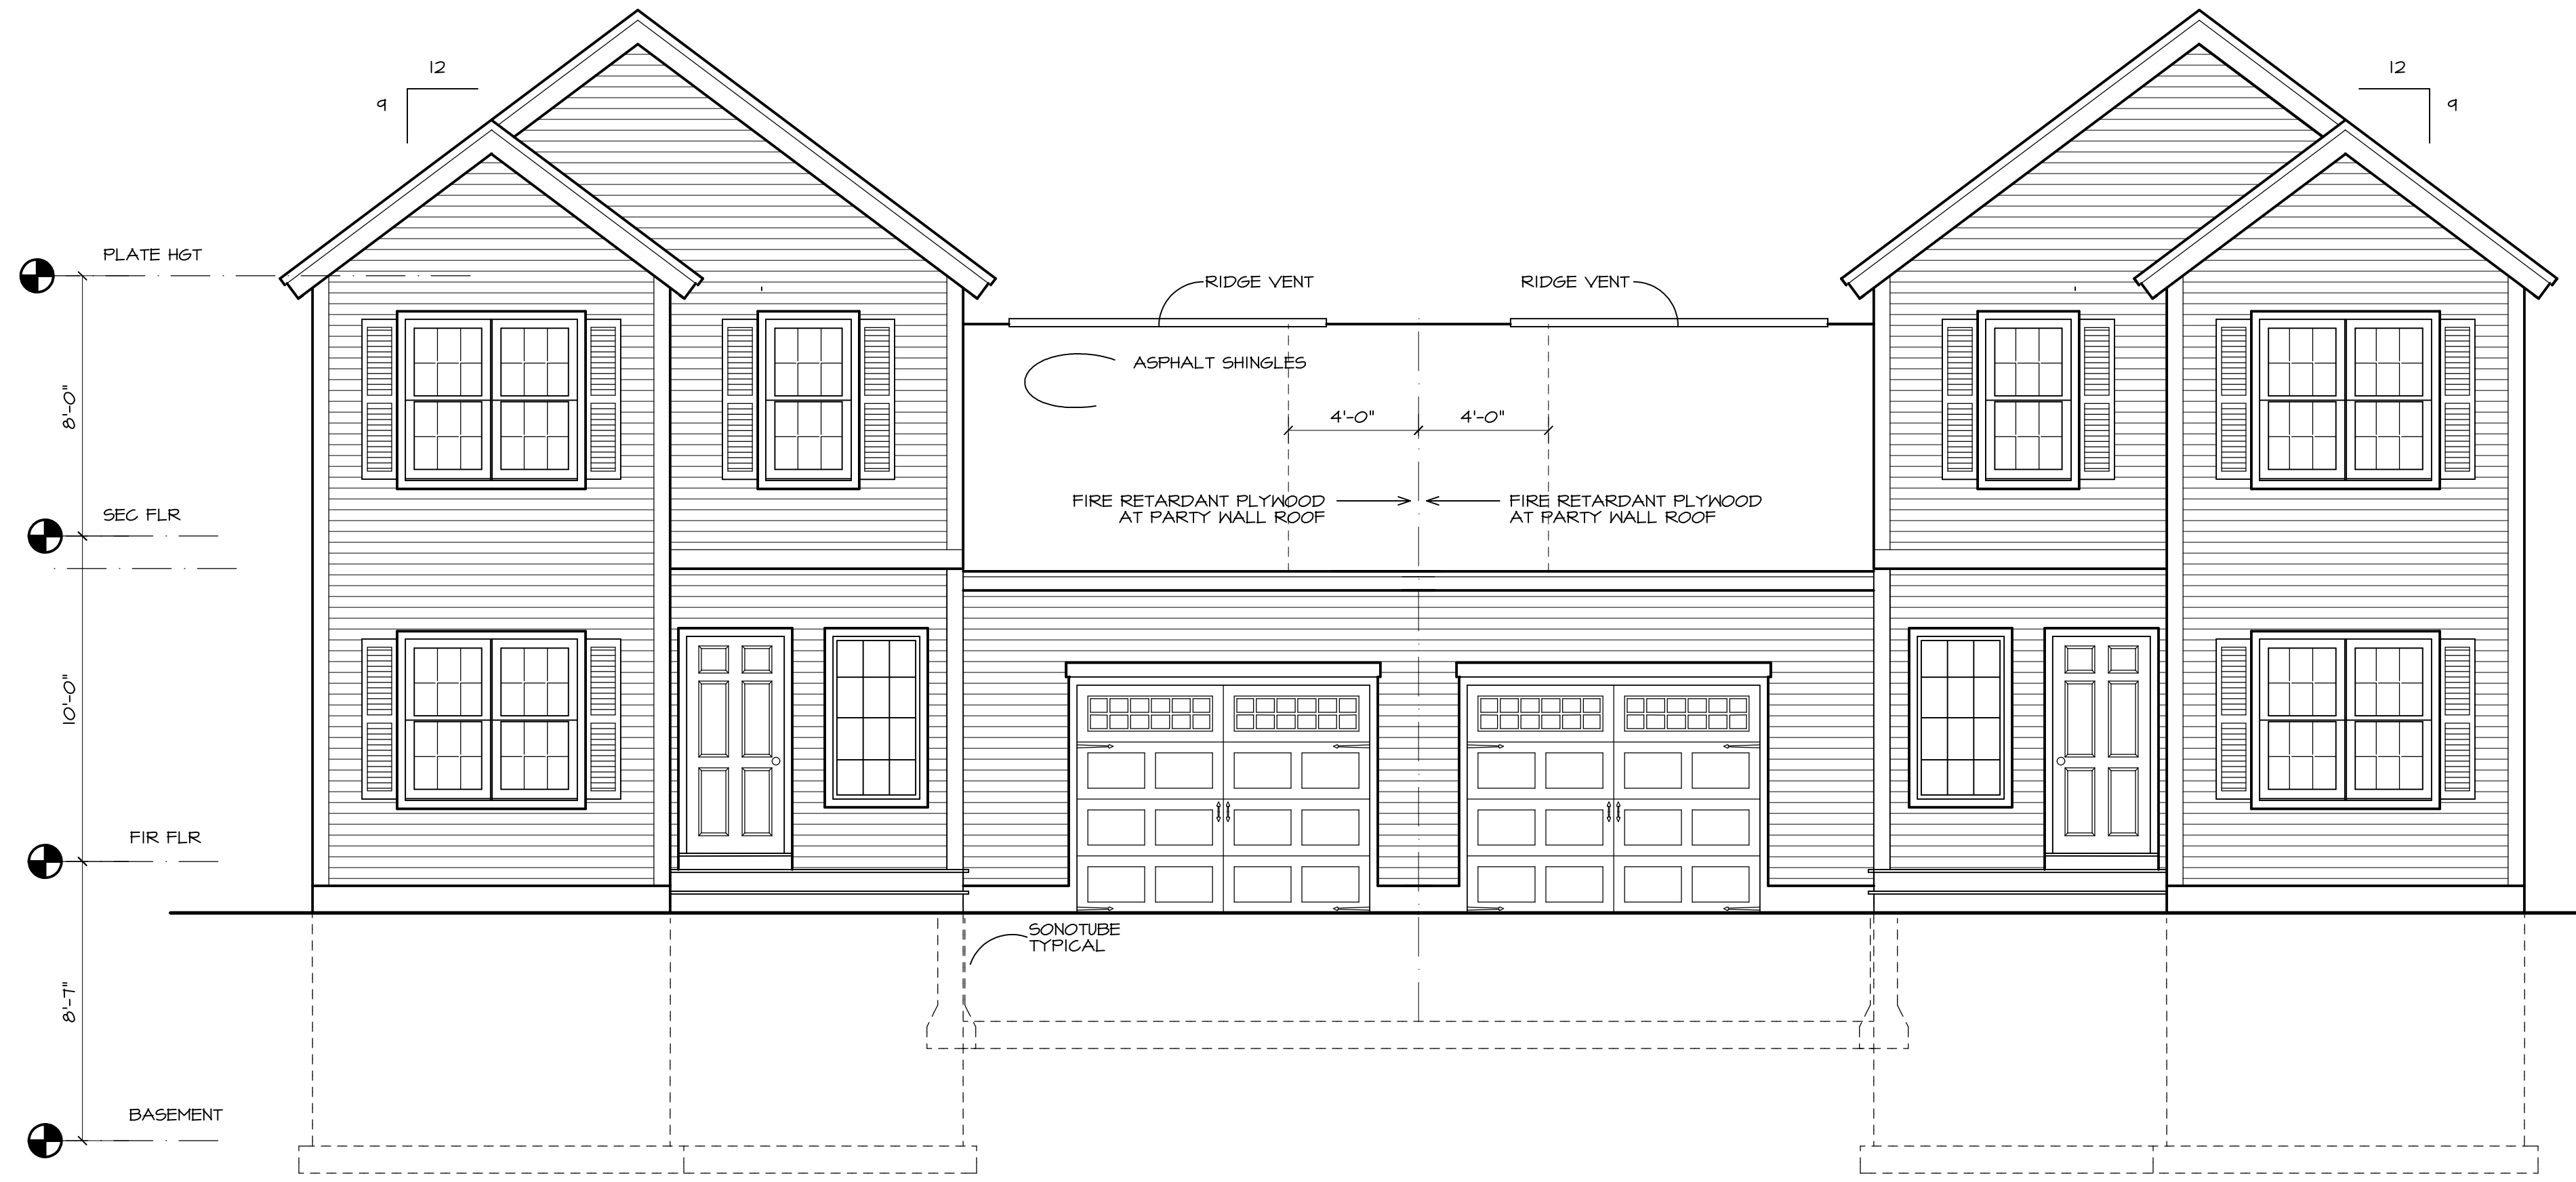 12
9
12
9
PLATE HGT
RIDGE VENT
RIDGE VENT
ASPHALT SHINGLES
8'-0"
4'-0"
4'-0"
FIRE RETARDANT PLYWOOD
AT PARTY WALL ROOF
FIRE RETARDANT PLYWOOD
AT PARTY WALL ROOF
SEC FLR
10'-0"
FIR FLR
SONOTUBE
TYPICAL
8'-7"
BASEMENT